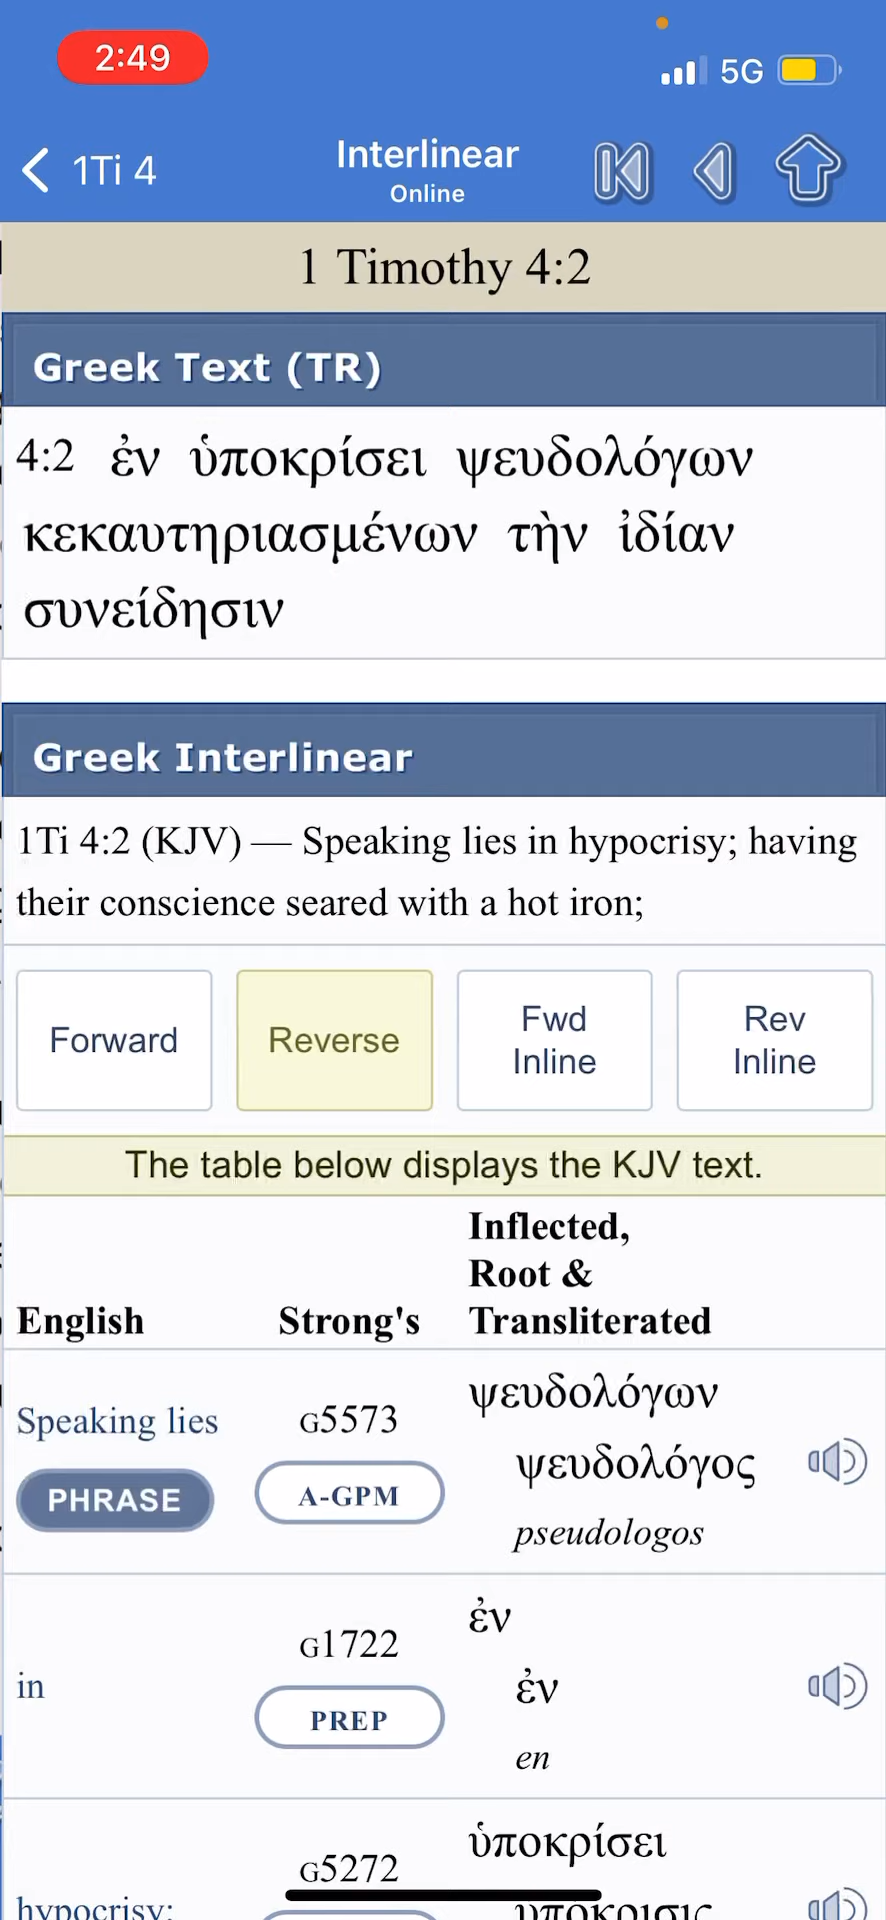 2:49
5G
1Ti 4
Interlinear
Online
1 Timothy 4:2
Greek Text (TR)
4:2 ἐν ὑποκρίσει ψευδολόγων
κεκαυτηριασμένων τὴν ἰδίαν
συνείδησιν
Greek Interlinear
1Ti 4:2 (KJV) — Speaking lies in hypocrisy; having
their conscience seared with a hot iron;
Forward
Reverse
Fwd
Inline
Rev
Inline
The table below displays the KJV text.
English
Strong's
Inflected,
Root &
Transliterated
Speaking lies
PHRASE
G5573
A-GPM
ψευδολόγων
ψευδολόγος
pseudologos
in
G1722
PREP
ἐν
ἐν
en
hypocrisy;
G5272
ὑποκρίσει
ὑπόκρισις